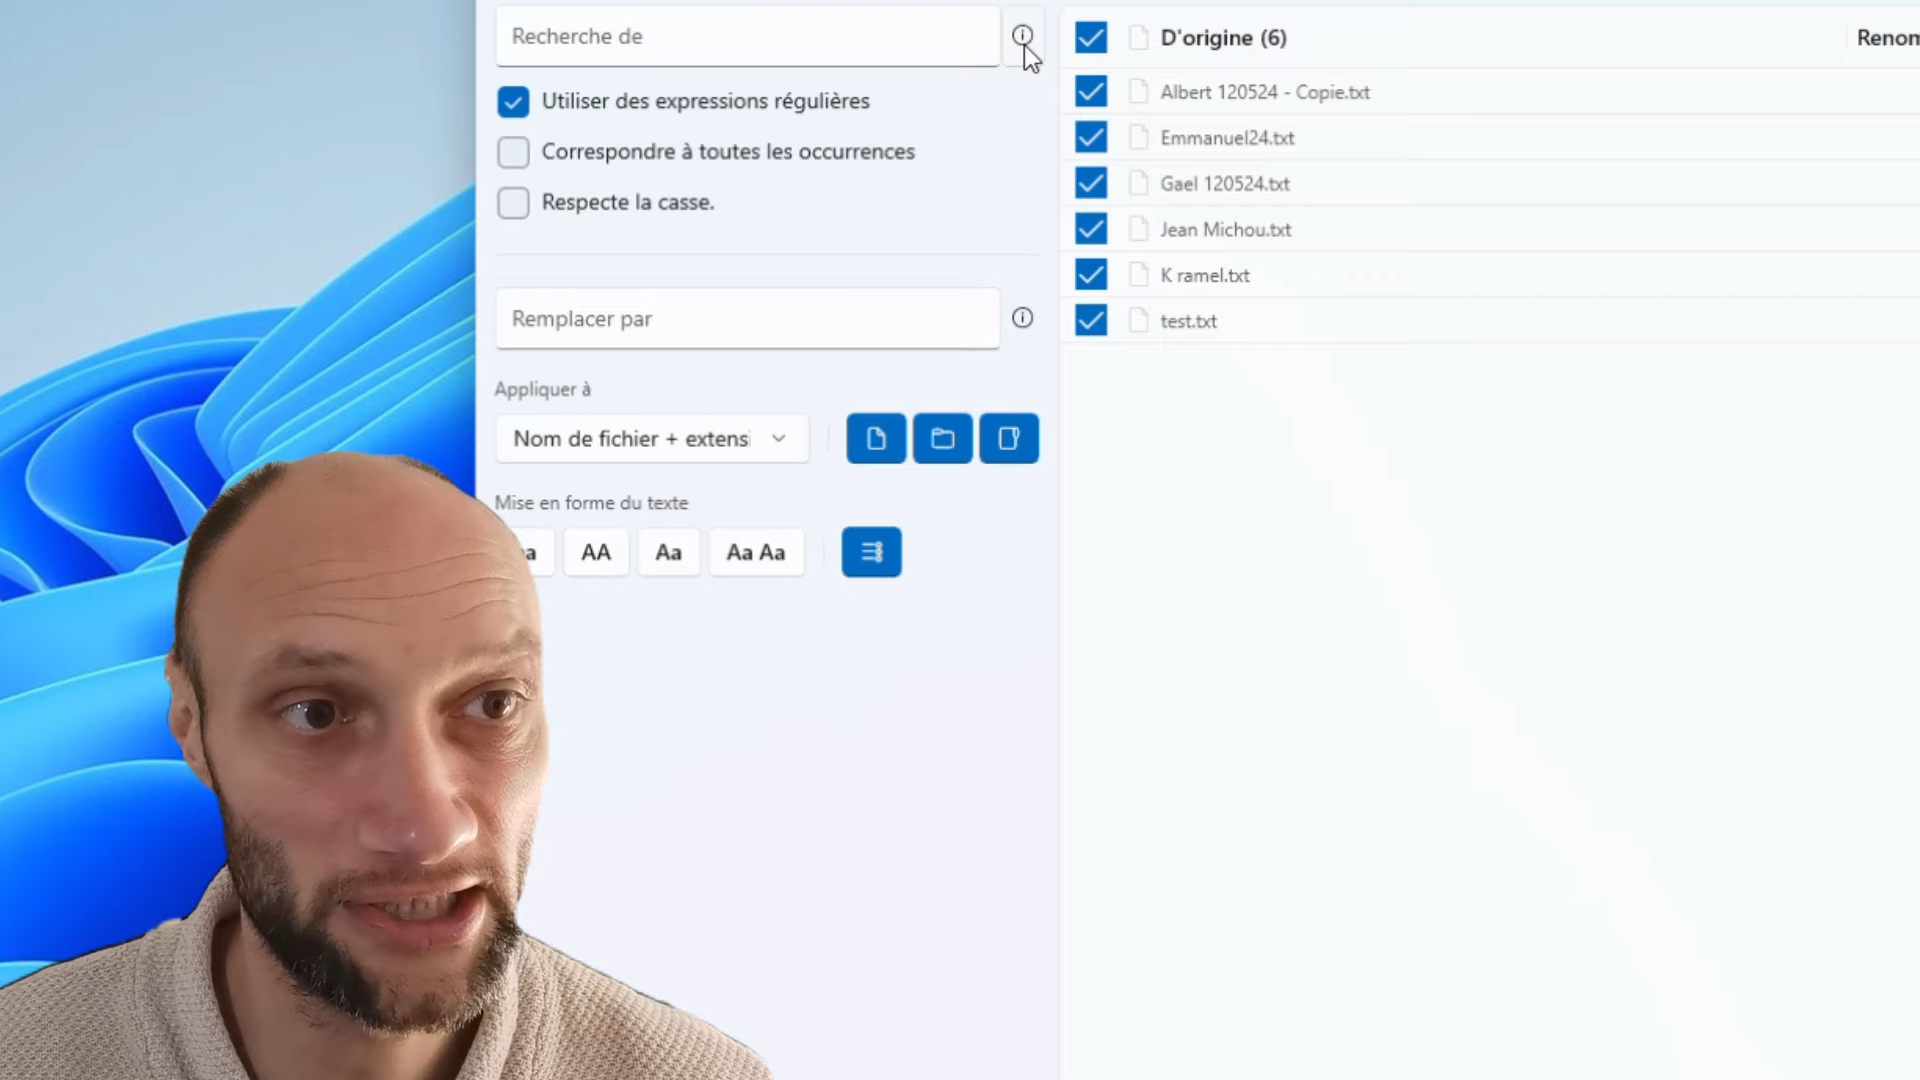 Recherche de
Utiliser des expressions régulières
Correspondre à toutes les occurrences
Respecte la casse.
Remplacer par
Appliquer à
Nom de fichier + extensi
Mise en forme du texte
AA
Aa
Aa Aa
D'origine (6)
Albert 120524 - Copie.txt
Emmanuel24.txt
Gael 120524.txt
Jean Michou.txt
K ramel.txt
test.txt